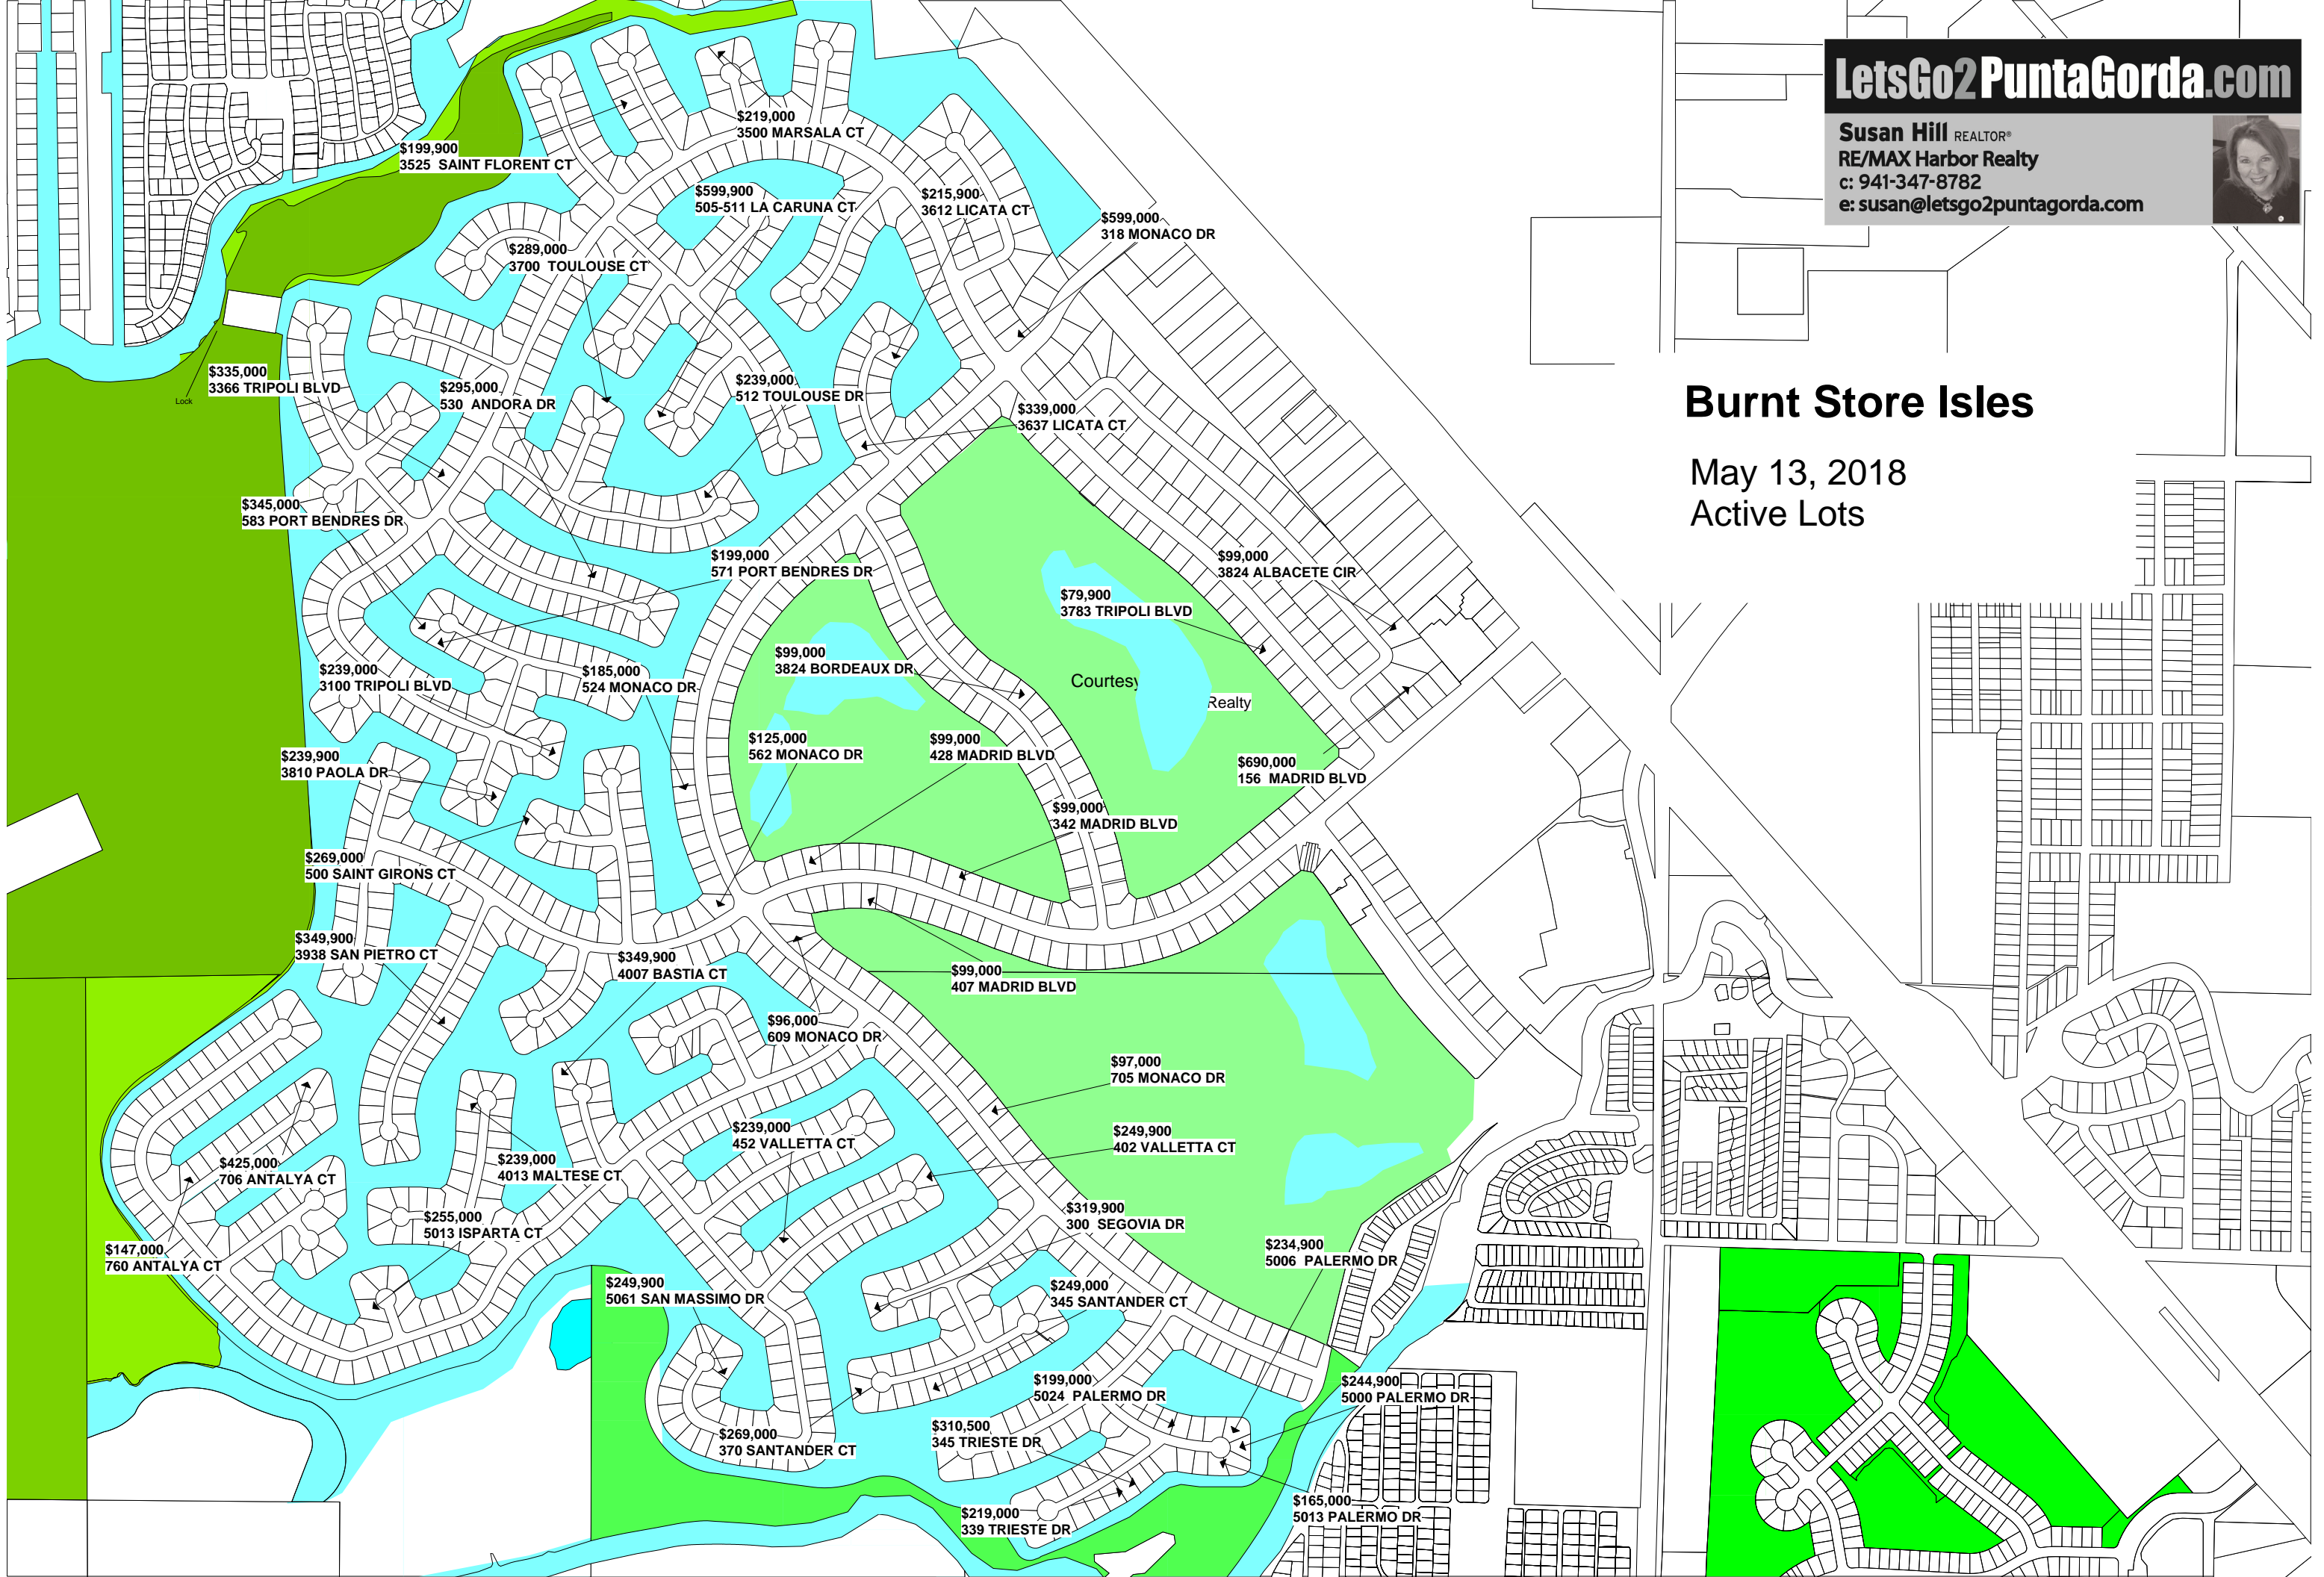 LetsGo2PuntaGorda.com
Susan Hill REALTOR®
RE/MAX Harbor Realty
c: 941-347-8782
e: susan@letsgo2puntagorda.com
Burnt Store Isles
May 13, 2018
Active Lots
$219,000
3500 MARSALA CT
$199,900
3525 SAINT FLORENT CT
$599,900
505-511 LA CARUNA CT
$215,900
3612 LICATA CT
$599,000
318 MONACO DR
$289,000
3700 TOULOUSE CT
$335,000
3366 TRIPOLI BLVD
Lock
$295,000
530 ANDORA DR
$239,000
512 TOULOUSE DR
$339,000
3637 LICATA CT
$345,000
583 PORT BENDRES DR
$199,000
571 PORT BENDRES DR
$99,000
3824 ALBACETE CIR
$79,900
3783 TRIPOLI BLVD
$99,000
3824 BORDEAUX DR
$239,000
3100 TRIPOLI BLVD
$185,000
524 MONACO DR
Courtesy
Realty
$125,000
562 MONACO DR
$99,000
428 MADRID BLVD
$239,900
3810 PAOLA DR
$690,000
156 MADRID BLVD
$99,000
342 MADRID BLVD
$269,000
500 SAINT GIRONS CT
$349,900
3938 SAN PIETRO CT
$349,900
4007 BASTIA CT
$99,000
407 MADRID BLVD
$96,000
609 MONACO DR
$97,000
705 MONACO DR
$239,000
452 VALLETTA CT
$249,900
402 VALLETTA CT
$425,000
706 ANTALYA CT
$239,000
4013 MALTESE CT
$255,000
5013 ISPARTA CT
$319,900
300 SEGOVIA DR
$147,000
760 ANTALYA CT
$234,900
5006 PALERMO DR
$249,900
5061 SAN MASSIMO DR
$249,000
345 SANTANDER CT
$199,000
5024 PALERMO DR
$244,900
5000 PALERMO DR
$269,000
370 SANTANDER CT
$310,500
345 TRIESTE DR
$219,000
339 TRIESTE DR
$165,000
5013 PALERMO DR